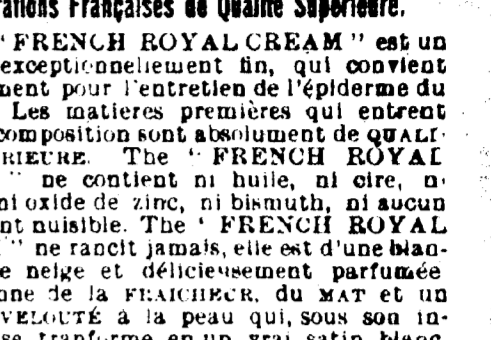 rations Françaises de Qualité Supérieure.
" FRENCH ROYAL CREAM " est un
exceptionnellement fin, qui convient
ment pour l'entretien de l'épiderme du
Les matieres premières qui entrent
composition sont absolument de QUALI-
RIEURE. The " FRENCH ROYAL
" ne contient ni huile, ni cire, n
ni oxide de zinc, ni bismuth, ni aucun
nt nuisible. The ' FRENCH ROYAL
" ne rancit jamais, elle est d'une blan-
e neige et délicieusement parfumée
nne de la FRAICHEUR, du MAT et un
VELOUTÉ à la peau qui, sous son in-
se tranforme en un vrai satin blanc